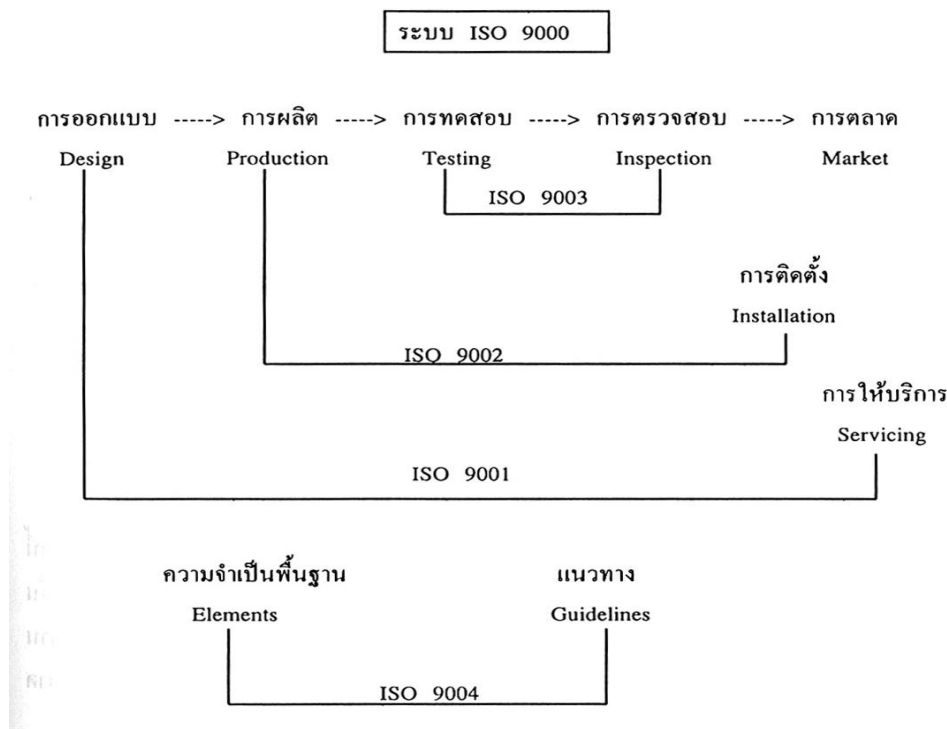 ระบบ ISO 9000
การออกแบบ -----> การผลิต -----> การทดสอบ -----> การตรวจสอบ -----> การตลาด
Design Production Testing Inspection Market
ISO 9003
การติดตั้ง
Installation
ISO 9002
การให้บริการ
Servicing
ISO 9001
ความจำเป็นพื้นฐาน แนวทาง
Elements Guidelines
ISO 9004